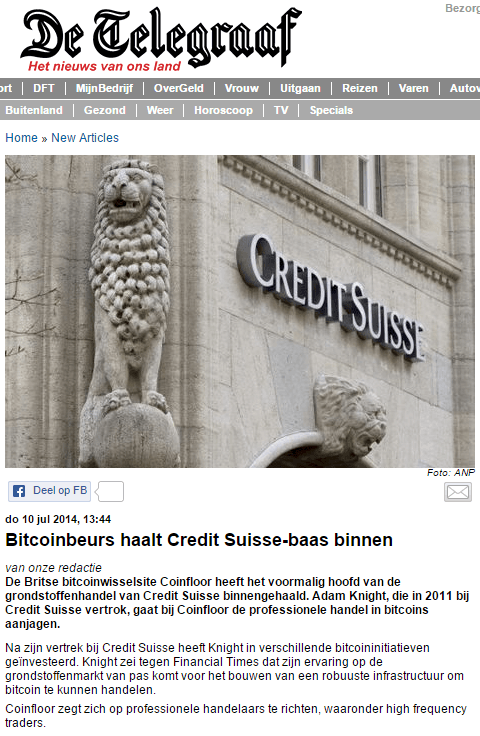 De Telegraaf
Het nieuws van ons land
Bezorg
ort DFT MijnBedrijf OverGeld Vrouw Uitgaan Reizen Varen Autov
Buitenland Gezond Weer Horoscoop TV Specials
Home » New Articles
CREDIT SUISSE
Foto: ANP
Deel op FB
do 10 jul 2014, 13:44
Bitcoinbeurs haalt Credit Suisse-baas binnen
van onze redactie
De Britse bitcoinwisselsite Coinfloor heeft het voormalig hoofd van de
grondstoffenhandel van Credit Suisse binnengehaald. Adam Knight, die in 2011 bij
Credit Suisse vertrok, gaat bij Coinfloor de professionele handel in bitcoins
aanjagen.
Na zijn vertrek bij Credit Suisse heeft Knight in verschillende bitcoininitiatieven
geïnvesteerd. Knight zei tegen Financial Times dat zijn ervaring op de
grondstoffenmarkt van pas komt voor het bouwen van een robuuste infrastructuur om
bitcoin te kunnen handelen.
Coinfloor zegt zich op professionele handelaars te richten, waaronder high frequency
traders.